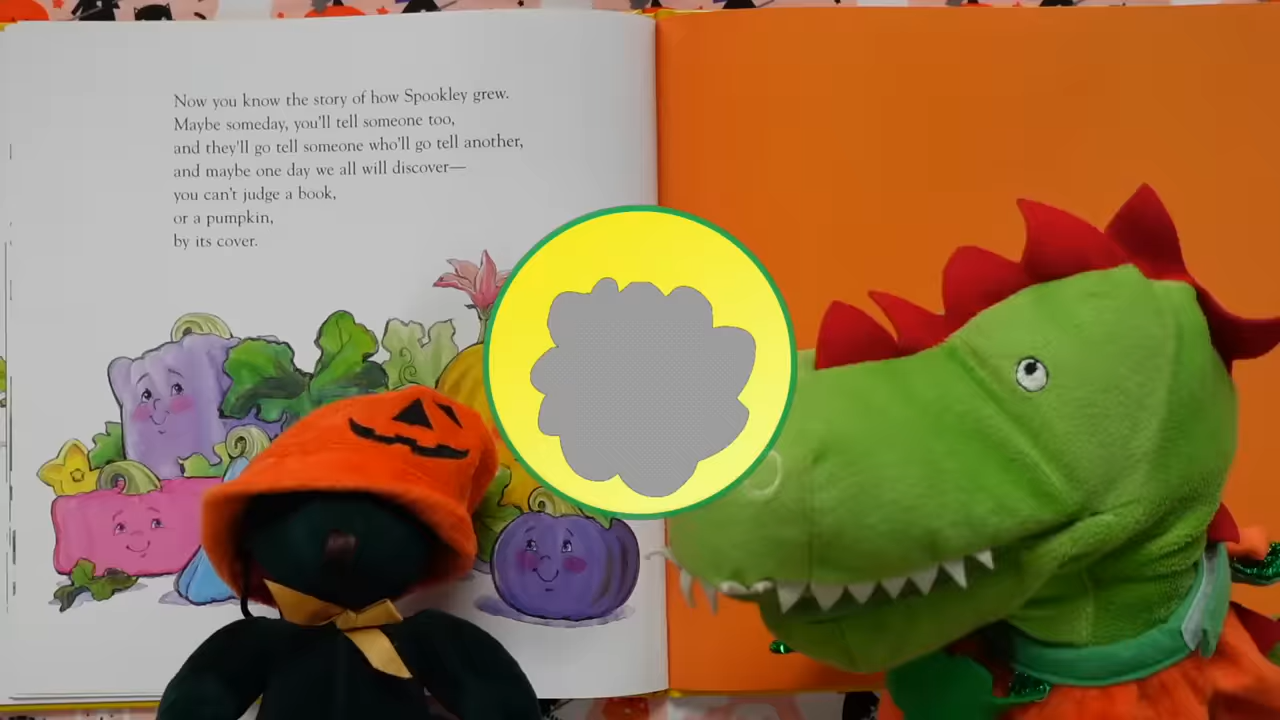 Now you know the story of how Spookley grew.
Maybe someday, you'll tell someone too,
and they'll go tell someone who'll go tell another,
and maybe one day we all will discover—
you can't judge a book,
or a pumpkin,
by its cover.